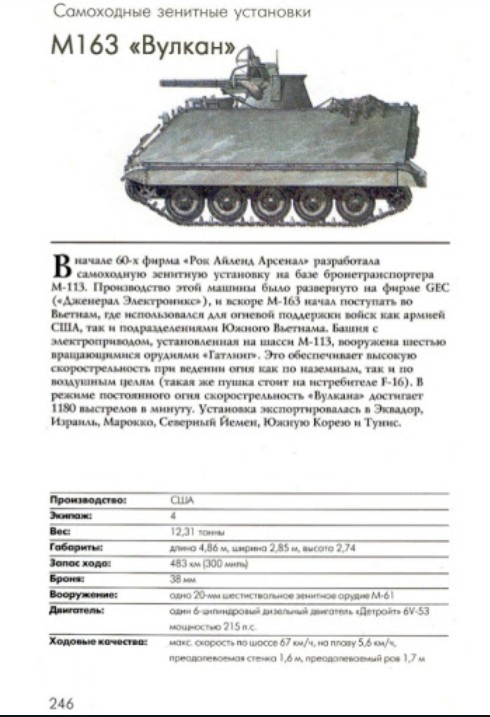 Самоходные зенитные установки
М163 «Вулкан»
В начале 60-х фирма «Рок Айленд Арсенал» разработала
самоходную зенитную установку на базе бронетранспортера
М-113. Производство этой машины было развернуто на фирме GEC
(«Дженерал Электроникс»), и вскоре М-163 начал поступать во
Вьетнам, где использовался для огневой поддержки войск как армией
США, так и подразделениями Южного Вьетнама. Башня с
электроприводом, установленная на шасси М-113, вооружена шестью
вращающимися орудиями «Гатлинг». Это обеспечивает высокую
скорострельность при ведении огня как по наземным, так и по
воздушным целям (такая же пушка стоит на истребителе F-16). В
режиме постоянного огня скорострельность «Вулкана» достигает
1180 выстрелов в минуту. Установка экспортировалась в Эквадор,
Израиль, Марокко, Северный Йемен, Южную Корею и Тунис.
Производство: США
Экипаж: 4
Вес: 12,31 тонны
Габариты: длина 4,86 м, ширина 2,85 м, высота 2,74
Запас хода: 483 км (300 миль)
Броня: 38 мм
Вооружение: одно 20-мм шестиствольное зенитное орудие М-61
Двигатель: один 6-цилиндровый дизельный двигатель «Детройт» 6V-53
мощностью 215 л.с.
Ходовые качества: макс. скорость по шоссе 67 км/ч, на плаву 5,6 км/ч,
преодолеваемая стенка 1,6 м, преодолеваемый ров 1,7 м
246